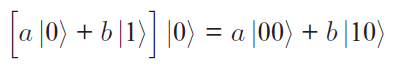 [a |0⟩ + b |1⟩] |0⟩ = a |00⟩ + b |10⟩